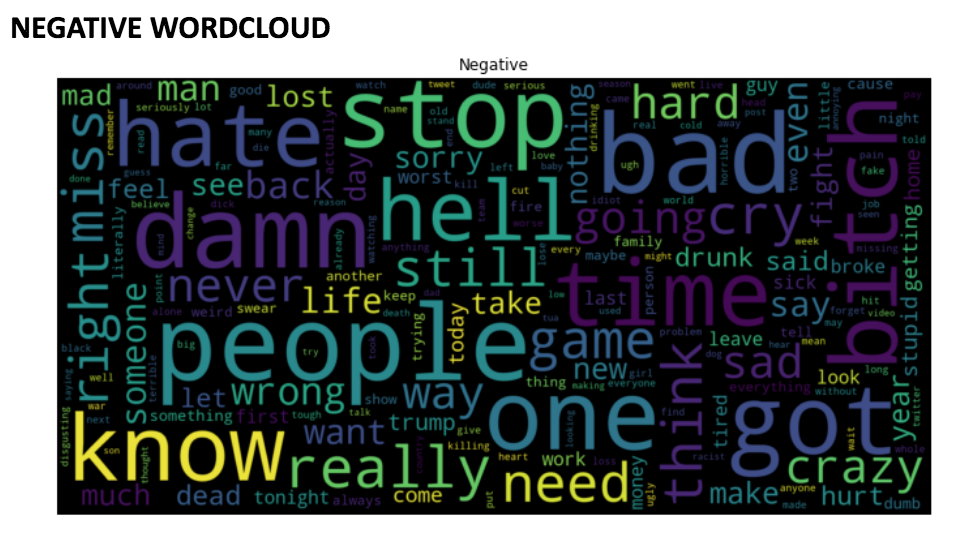 NEGATIVE WORDCLOUD
Negative
mad
man
good
lost
seriously
lot
around
watch
tweet
dude
serious
season
went
live
guy
cause
pay
hate
stop
hard
bad
even
little
annoying
bitch
night
told
remember
read
many
die
actually
name
old
stand
end
love
baby
nothing
drinking
came
real
cold
away
head
post
ugh
horrible
two
fight
pain
fake
home
miss
right
done
guess
far
feel
see
back
day
sorry
worst
kill
left
cut
fire
worse
team
idiot
world
going
cry
job
seen
believe
dick
reason
change
damn
hell
literally
mind
already
watching
anything
still
lose
every
family
maybe
might
drunk
week
said
broke
missing
getting
point
never
another
life
keep
death
dad
take
low
tua
time
last
used
person
sick
say
forget
hit
video
may
stupid
alone
weird
swear
trying
today
game
problem
leave
tell
hear
mean
black
someone
people
big
try
took
new
girl
dog
sad
long
look
without
everything
saying
well
terrible
let
wrong
way
thing
making
everyone
think
year
twitter
war
next
something
first
tough
show
talk
trump
give
one
looking
find
tired
got
wait
whole
disgusting
know
son
thought
want
country
killing
really
heart
work
loss
racist
need
money
ugly
crazy
much
dead
tonight
always
come
put
make
made
anyone
hurt
dumb